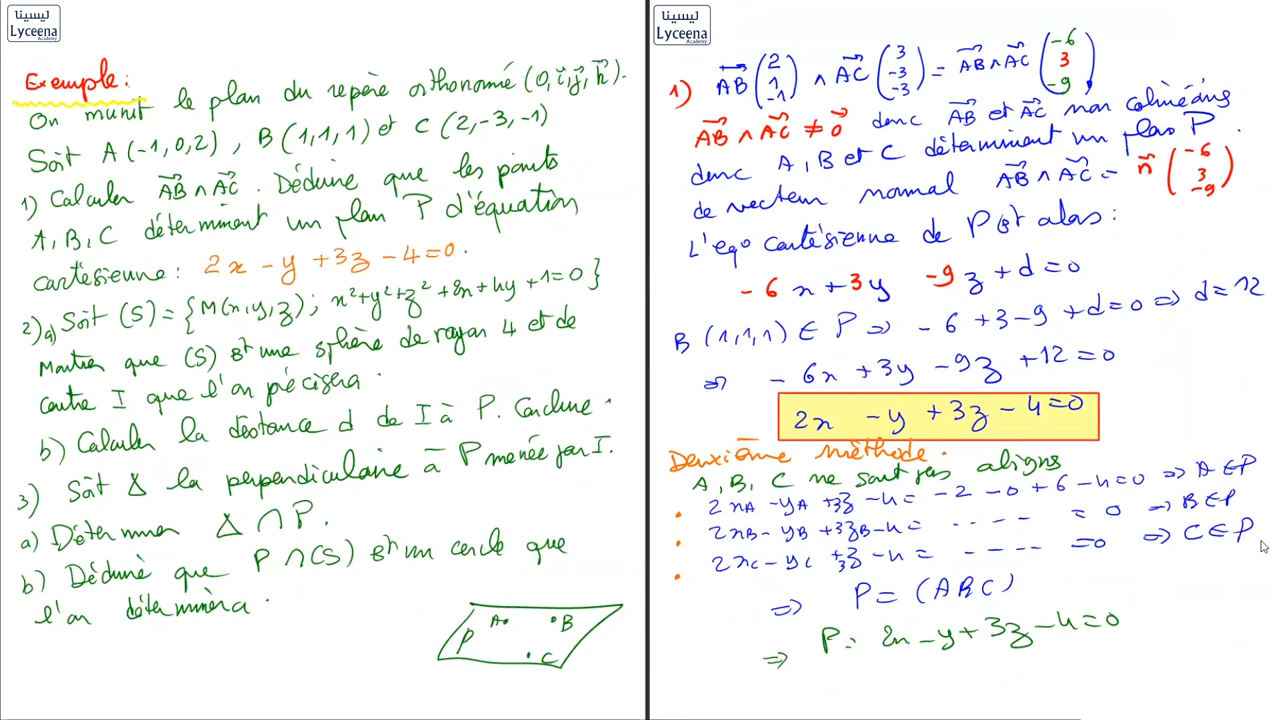 ليسينا
Lyceena
Academy
Exemple:
On munit le plan du repère orthonormé (O, i⃗, j⃗, k⃗).
Soit A(-1,0,2), B(1,1,1) et C(2,-3,-1)
1) Calculer AB⃗ ∧ AC⃗. Déduire que les points
A, B, C déterminent un plan P d'équation
cartésienne: 2x - y + 3z - 4 = 0.
2) a) Soit (S) = { M(x,y,z); x² + y² + z² + 2x + 4y + 1 = 0 }
Montrer que (S) est une sphère de rayon 4 et de
centre I que l'on précisera.
b) Calculer la distance d de I à P. Conclure.
3) Soit Δ la perpendiculaire à P menée par I.
a) Déterminer Δ ∩ P.
b) Déduire que P ∩ (S) est un cercle que
l'on déterminera.
P A B C
ليسينا
Lyceena
Academy
1) AB⃗ (2 1 -1) ∧ AC⃗ (3 -3 -3) = AB⃗ ∧ AC⃗ (-6 3 -9)
AB⃗ ∧ AC⃗ ≠ 0⃗ donc AB⃗ et AC⃗ non colinéaires
donc A, B et C déterminent un plan P.
de vecteur normal AB⃗ ∧ AC⃗ = n⃗ (-6 3 -9)
L'eq° cartésienne de P est alors:
-6x + 3y -9z + d = 0
B (1,1,1) ∈ P => -6 + 3 - 9 + d = 0 => d = 12
=> -6x + 3y - 9z + 12 = 0
2x - y + 3z - 4 = 0
Deuxième méthode.
A, B, C ne sont pas alignés
• 2xA - yA + 3z - 4 = -2 - 0 + 6 - 4 = 0 => A ∈ P
• 2xB - yB + 3zB - 4 = ..... = 0 => B ∈ P
• 2xC - yC + 3z - 4 = ---- = 0 => C ∈ P
=> P = (ABC)
=> P: 2x - y + 3z - 4 = 0